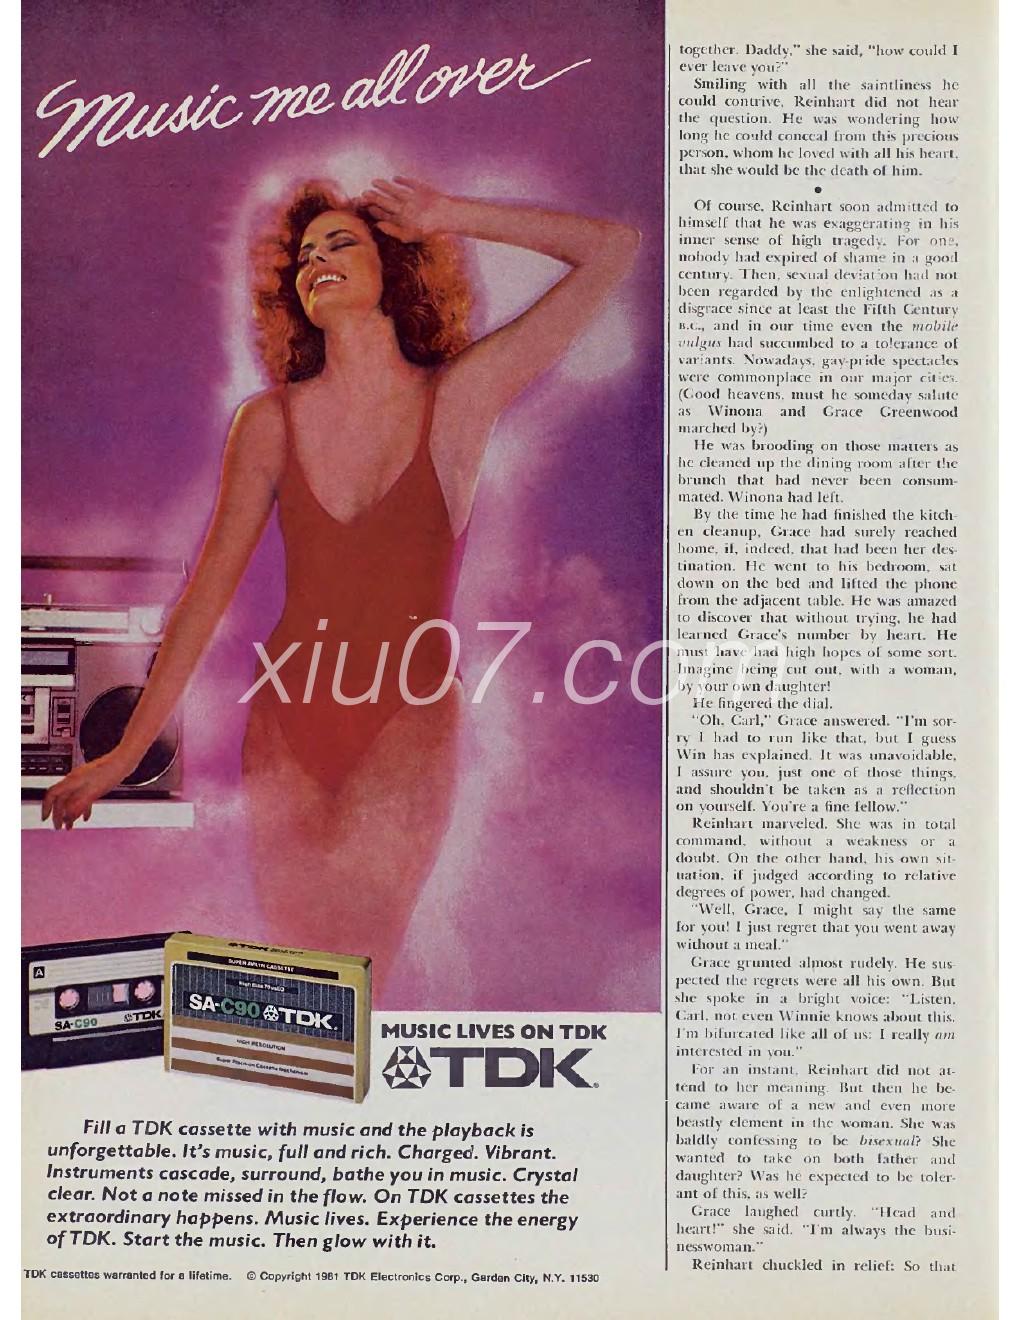 Music me all over
A
SA-C90
TDK
SUPER AVILYN CASSETTE
SA-C90 TDK.
HIGH RESOLUTION
Super Precision Cassette Mechanism
MUSIC LIVES ON TDK
TDK®
Fill a TDK cassette with music and the playback is
unforgettable. It's music, full and rich. Charged. Vibrant.
Instruments cascade, surround, bathe you in music. Crystal
clear. Not a note missed in the flow. On TDK cassettes the
extraordinary happens. Music lives. Experience the energy
of TDK. Start the music. Then glow with it.
TDK cassettes warranted for a lifetime. © Copyright 1981 TDK Electronics Corp., Garden City, N.Y. 11530
together. Daddy," she said, "how could I
ever leave you?"
Smiling with all the saintliness he
could contrive, Reinhart did not hear
the question. He was wondering how
long he could conceal from this precious
person, whom he loved with all his heart,
that she would be the death of him.
•
Of course, Reinhart soon admitted to
himself that he was exaggerating in his
inner sense of high tragedy. For one,
nobody had expired of shame in a good
century. Then, sexual deviation had not
been regarded by the enlightened as a
disgrace since at least the Fifth Century
B.C., and in our time even the mobile
vulgus had succumbed to a tolerance of
variants. Nowadays, gay-pride spectacles
were commonplace in our major cities.
(Good heavens, must he someday salute
as Winona and Grace Greenwood
marched by?)
He was brooding on those matters as
he cleaned up the dining room after the
brunch that had never been consum-
mated. Winona had left.
By the time he had finished the kitch-
en cleanup, Grace had surely reached
home, if, indeed, that had been her des-
tination. He went to his bedroom, sat
down on the bed and lifted the phone
from the adjacent table. He was amazed
to discover that without trying, he had
learned Grace's number by heart. He
must have had high hopes of some sort.
Imagine being cut out, with a woman,
by your own daughter!
He fingered the dial.
"Oh, Carl," Grace answered. "I'm sor-
ry I had to run like that, but I guess
Win has explained. It was unavoidable,
I assure you, just one of those things,
and shouldn't be taken as a reflection
on yourself. You're a fine fellow."
Reinhart marveled. She was in total
command, without a weakness or a
doubt. On the other hand, his own sit-
uation, if judged according to relative
degrees of power, had changed.
"Well, Grace, I might say the same
for you! I just regret that you went away
without a meal."
Grace grunted almost rudely. He sus
pected the regrets were all his own. But
she spoke in a bright voice: "Listen,
Carl, not even Winnie knows about this.
I'm bifurcated like all of us: I really am
interested in you."
For an instant, Reinhart did not at-
tend to her meaning. But then he be-
came aware of a new and even more
beastly element in the woman. She was
baldly confessing to be bisexual? She
wanted to take on both father and
daughter? Was he expected to be toler-
ant of this, as well?
Grace laughed curtly. "Head and
heart!" she said. "I'm always the busi-
nesswoman."
Reinhart chuckled in relief: So that
xiu07.com